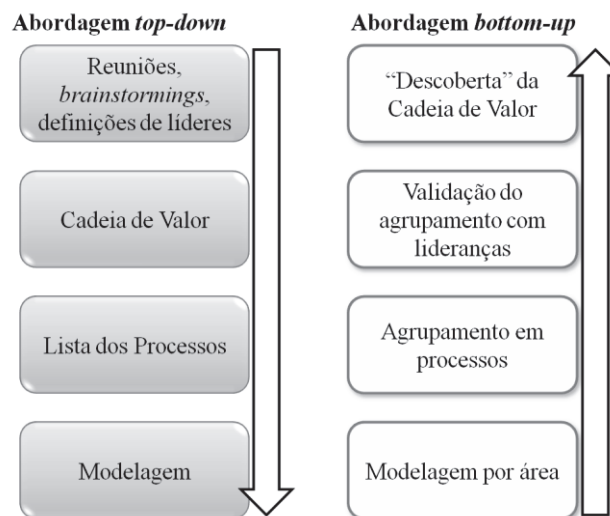 Abordagem top-down
Reuniões,
brainstormings,
definições de líderes
Cadeia de Valor
Lista dos Processos
Modelagem
Abordagem bottom-up
“Descoberta” da
Cadeia de Valor
Validação do
agrupamento com
lideranças
Agrupamento em
processos
Modelagem por área